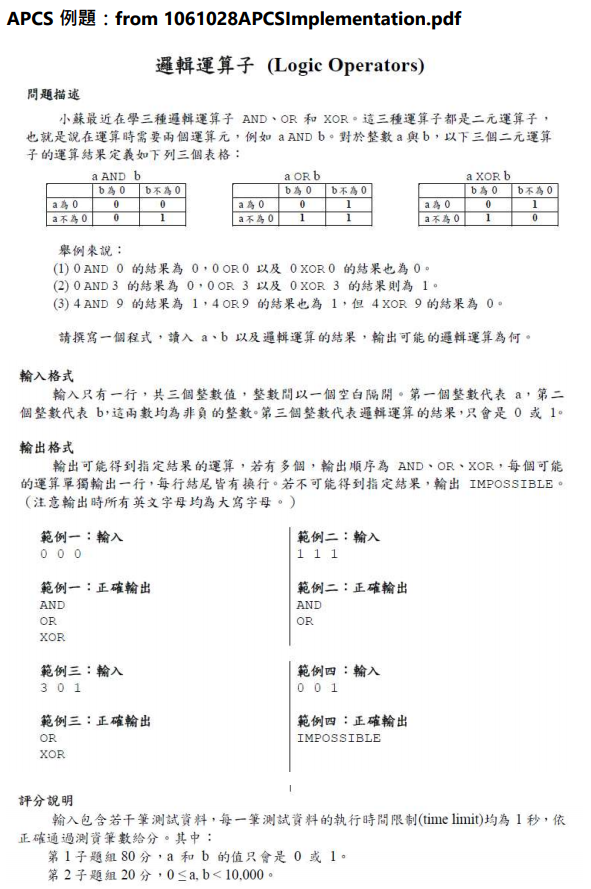 APCS 例題：from 1061028APCSImplementation.pdf
邏輯運算子 (Logic Operators)
問題描述
小蘇最近在學三種邏輯運算子 AND、OR 和 XOR。這三種運算子都是二元運算子，
也就是說在運算時需要兩個運算元，例如 a AND b。對於整數 a 與 b，以下三個二元運算
子的運算結果定義如下列三個表格：
a AND b
b 為 0 b 不為 0
a 為 0 0 0
a 不為 0 0 1
a OR b
b 為 0 b 不為 0
a 為 0 0 1
a 不為 0 1 1
a XOR b
b 為 0 b 不為 0
a 為 0 0 1
a 不為 0 1 0
舉例來說：
(1) 0 AND 0 的結果為 0，0 OR 0 以及 0 XOR 0 的結果也為 0。
(2) 0 AND 3 的結果為 0，0 OR 3 以及 0 XOR 3 的結果則為 1。
(3) 4 AND 9 的結果為 1，4 OR 9 的結果也為 1，但 4 XOR 9 的結果為 0。
請撰寫一個程式，讀入 a、b 以及邏輯運算的結果，輸出可能的邏輯運算為何。
輸入格式
輸入只有一行，共三個整數值，整數間以一個空白隔開。第一個整數代表 a，第二
個整數代表 b，這兩數均為非負的整數。第三個整數代表邏輯運算的結果，只會是 0 或 1。
輸出格式
輸出可能得到指定結果的運算，若有多個，輸出順序為 AND、OR、XOR，每個可能
的運算單獨輸出一行，每行結尾皆有換行。若不可能得到指定結果，輸出 IMPOSSIBLE。
（注意輸出時所有英文字母均為大寫字母。）
範例一：輸入
0 0 0
範例一：正確輸出
AND
OR
XOR
範例二：輸入
1 1 1
範例二：正確輸出
AND
OR
範例三：輸入
3 0 1
範例三：正確輸出
OR
XOR
範例四：輸入
0 0 1
範例四：正確輸出
IMPOSSIBLE
評分說明
輸入包含若干筆測試資料，每一筆測試資料的執行時間限制(time limit)均為 1 秒，依
正確通過測資筆數給分。其中：
第 1 子題組 80 分，a 和 b 的值只會是 0 或 1。
第 2 子題組 20 分，0 ≤ a, b < 10,000。